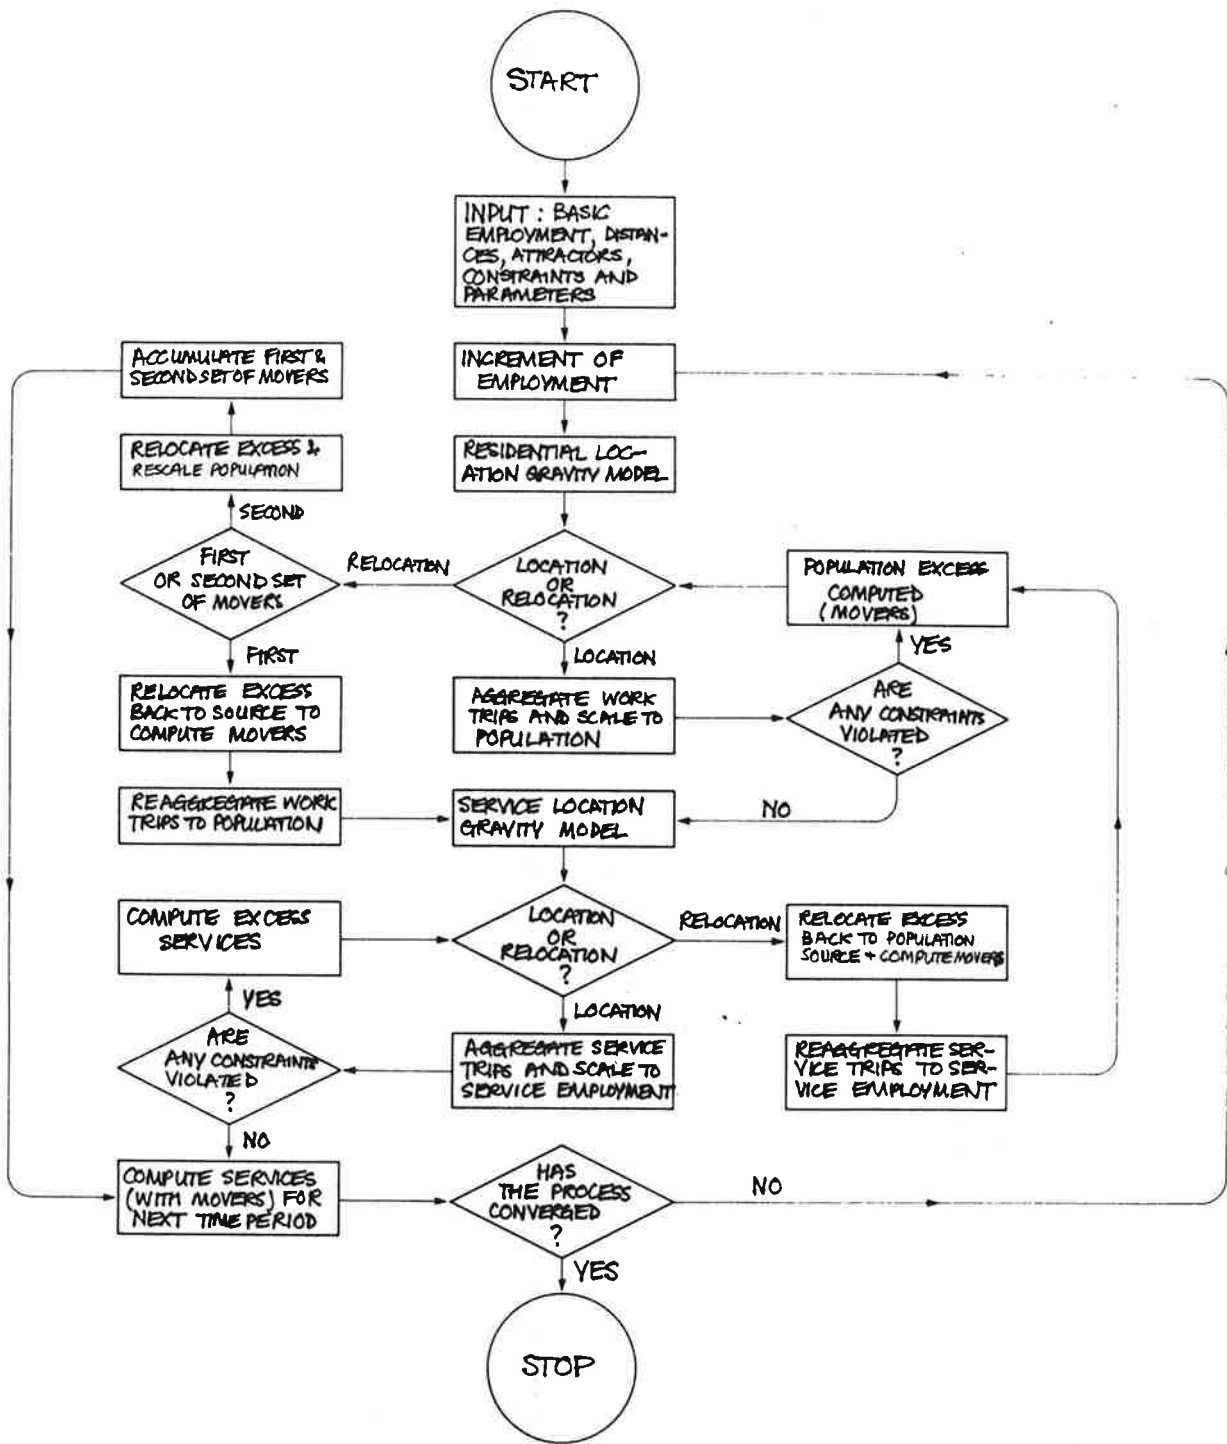 START
INPUT : BASIC
EMPLOYMENT, DISTAN-
CES, ATTRACTORS,
CONSTRAINTS AND
PARAMETERS
ACCUMULATE FIRST &
SECOND SET OF MOVERS
INCREMENT OF
EMPLOYMENT
RELOCATE EXCESS &
RESCALE POPULATION
RESIDENTIAL LOC-
ATION GRAVITY MODEL
SECOND
FIRST
OR SECOND SET
OF MOVERS
RELOCATION
LOCATION
OR
RELOCATION
?
POPULATION EXCESS
COMPUTED
(MOVERS)
FIRST
LOCATION
YES
RELOCATE EXCESS
BACK TO SOURCE TO
COMPUTE MOVERS
AGGREGATE WORK
TRIPS AND SCALE TO
POPULATION
ARE
ANY CONSTRAINTS
VIOLATED
?
REAGGREGATE WORK
TRIPS TO POPULATION
SERVICE LOCATION
GRAVITY MODEL
NO
COMPUTE EXCESS
SERVICES
LOCATION
OR
RELOCATION
?
RELOCATION
RELOCATE EXCESS
BACK TO POPULATION
SOURCE + COMPUTE MOVERS
YES
LOCATION
ARE
ANY CONSTRAINTS
VIOLATED
?
AGGREGATE SERVICE
TRIPS AND SCALE TO
SERVICE EMPLOYMENT
REAGGREGATE SER-
VICE TRIPS TO SER-
VICE EMPLOYMENT
NO
COMPUTE SERVICES
(WITH MOVERS) FOR
NEXT TIME PERIOD
HAS
THE PROCESS
CONVERGED
?
NO
YES
STOP